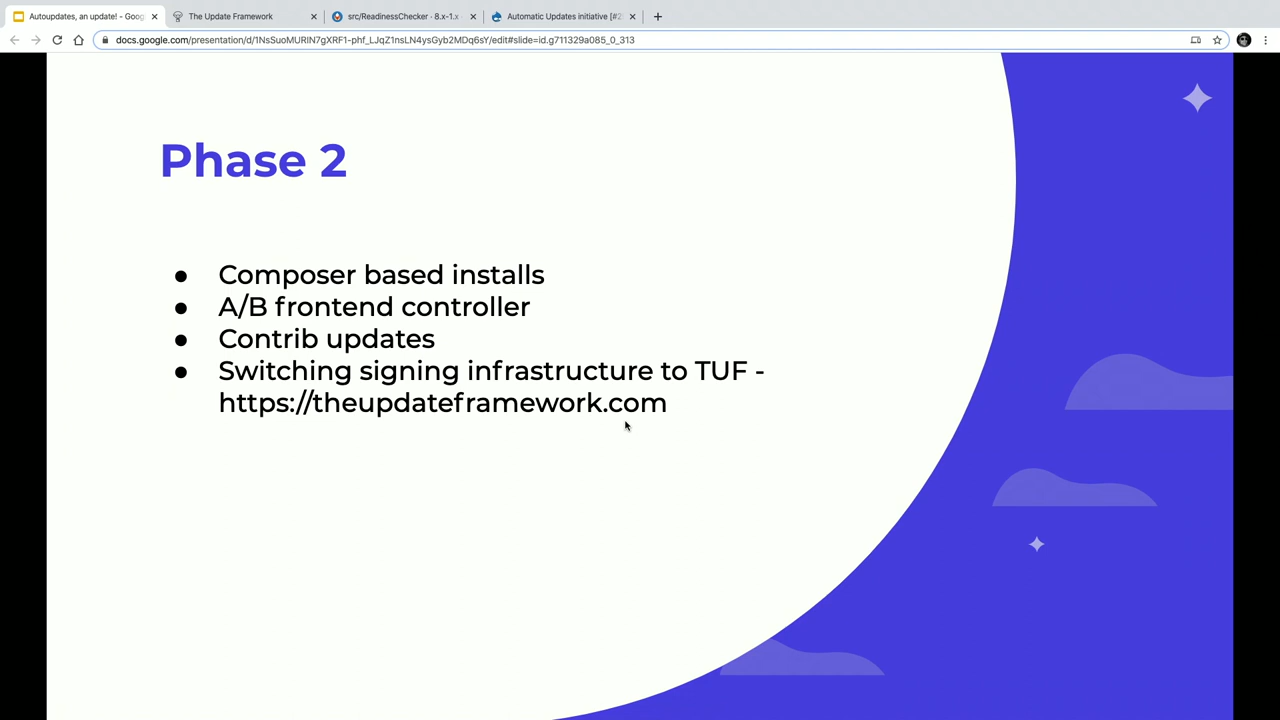 Autoupdates, an update! - Goog
The Update Framework
src/ReadinessChecker · 8.x-1.x
Automatic Updates initiative [#2
docs.google.com/presentation/d/1NsSuoMURlN7gXRF1-phf_LJqZ1nsLN4ysGyb2MDq6sY/edit#slide=id.g711329a085_0_313
Phase 2
● Composer based installs
● A/B frontend controller
● Contrib updates
● Switching signing infrastructure to TUF -
https://theupdateframework.com